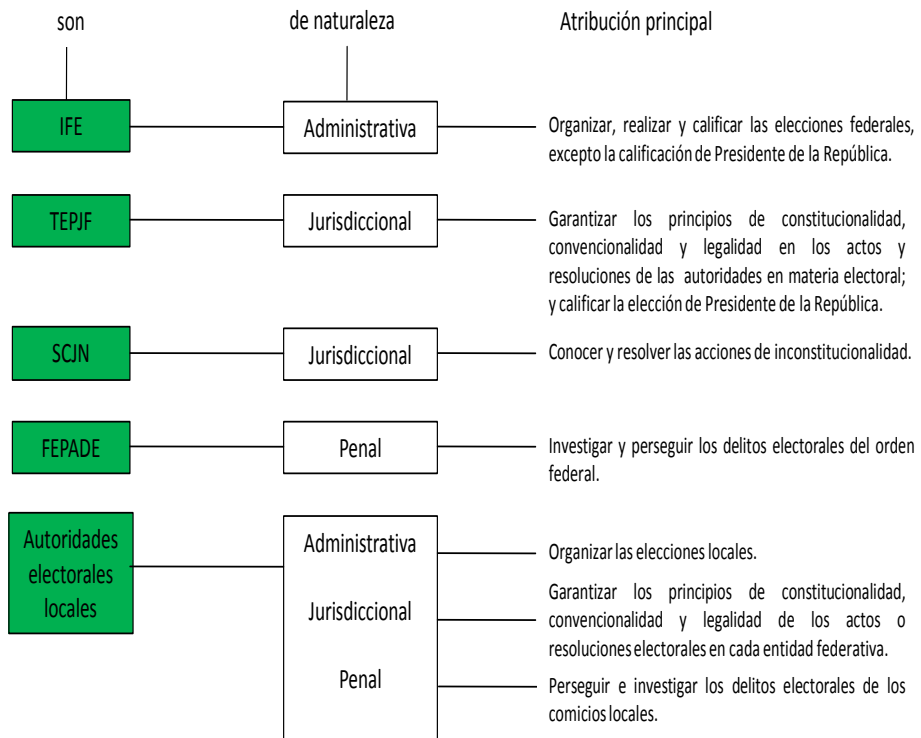 son
de naturaleza
Atribución principal
IFE
Administrativa
Organizar, realizar y calificar las elecciones federales,
excepto la calificación de Presidente de la República.
TEPJF
Jurisdiccional
Garantizar los principios de constitucionalidad,
convencionalidad y legalidad en los actos y
resoluciones de las autoridades en materia electoral;
y calificar la elección de Presidente de la República.
SCJN
Jurisdiccional
Conocer y resolver las acciones de inconstitucionalidad.
FEPADE
Penal
Investigar y perseguir los delitos electorales del orden
federal.
Autoridades
electorales
locales
Administrativa
Organizar las elecciones locales.
Jurisdiccional
Garantizar los principios de constitucionalidad,
convencionalidad y legalidad de los actos o
resoluciones electorales en cada entidad federativa.
Penal
Perseguir e investigar los delitos electorales de los
comicios locales.